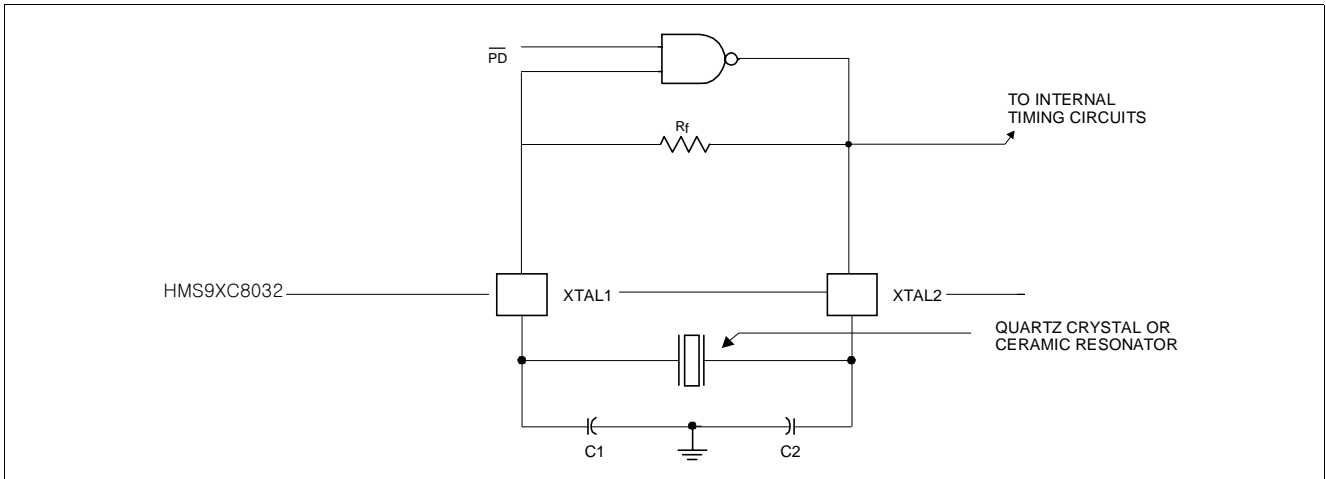 PD
Rf
TO INTERNAL
TIMING CIRCUITS
HMS9XC8032
XTAL1
XTAL2
QUARTZ CRYSTAL OR
CERAMIC RESONATOR
C1
C2